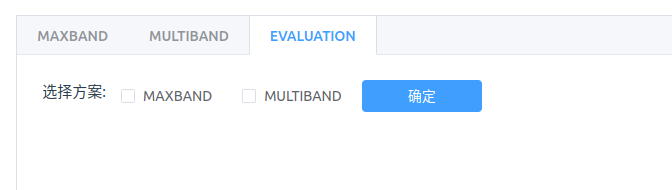 MAXBAND MULTIBAND EVALUATION
选择方案: MAXBAND MULTIBAND 确定